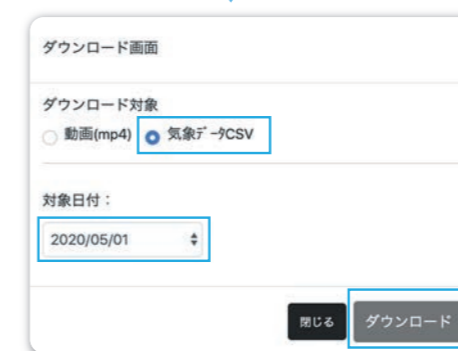 ダウンロード画面
ダウンロード対象
動画(mp4) 気象データCSV
対象日付：
2020/05/01
閉じる ダウンロード